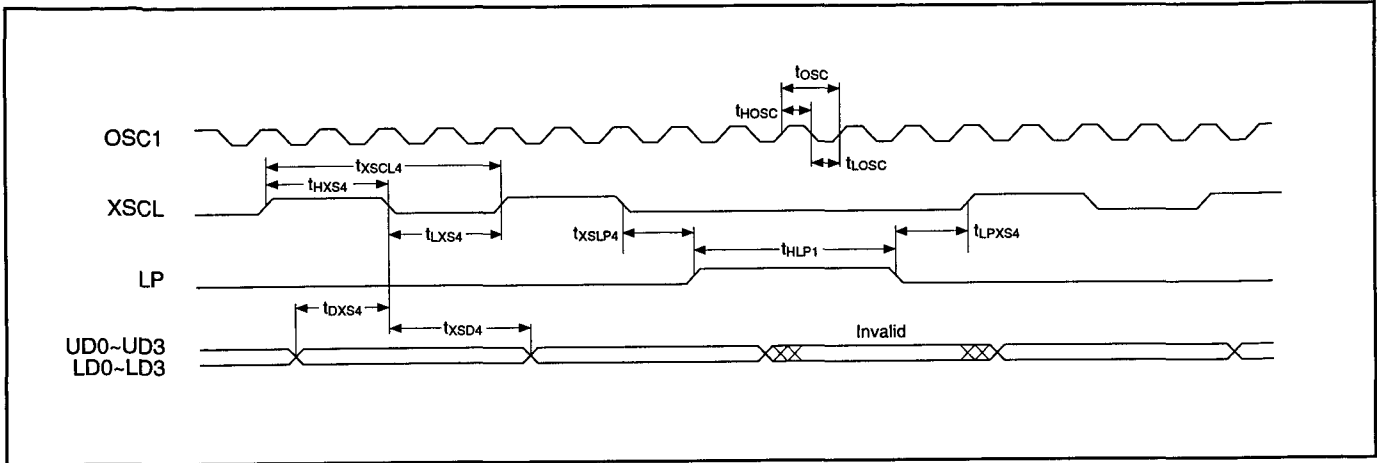 tOSC
tHOSC
OSC1
tLOSC
tXSCL4
tHXS4
XSCL
tLXS4
tXSLP4
tHLP1
tLPXS4
LP
tDXS4
tXSD4
Invalid
UD0~UD3
LD0~LD3